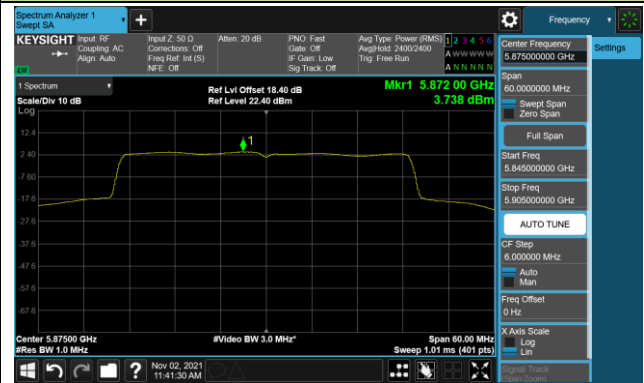 Spectrum Analyzer 1
Swept SA
Frequency
KEYSIGHT
Input: RF
Coupling: AC
Align: Auto
Input Z: 50 Ω
Corrections: Off
Freq Ref: Int (S)
NFE: Off
Atten: 20 dB
PNO: Fast
Gate: Off
IF Gain: Low
Sig Track: Off
Avg Type: Power (RMS)
Avg|Hold: 2400/2400
Trig: Free Run
1 2 3 4 5 6
A W W W W W
A N N N N N
LXI
1 Spectrum
Scale/Div 10 dB
Ref Lvl Offset 18.40 dB
Ref Level 22.40 dBm
Mkr1 5.872 00 GHz
3.738 dBm
Log
12.4
2.40
-7.60
-17.6
-27.6
-37.6
-47.6
-57.6
-67.6
1
Center 5.87500 GHz
#Res BW 1.0 MHz
#Video BW 3.0 MHz*
Span 60.00 MHz
Sweep 1.01 ms (401 pts)
Nov 02, 2021
11:41:30 AM
Center Frequency
5.875000000 GHz
Settings
Span
60.0000000 MHz
Swept Span
Zero Span
Full Span
Start Freq
5.845000000 GHz
Stop Freq
5.905000000 GHz
AUTO TUNE
CF Step
6.000000 MHz
Auto
Man
Freq Offset
0 Hz
X Axis Scale
Log
Lin
Signal Track
(Span Zoom)